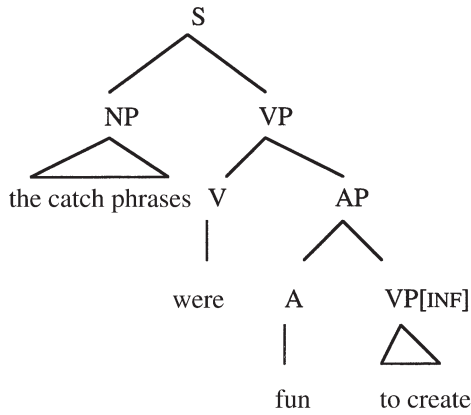 S
NP VP
the catch phrases V AP
were A VP[INF]
fun to create